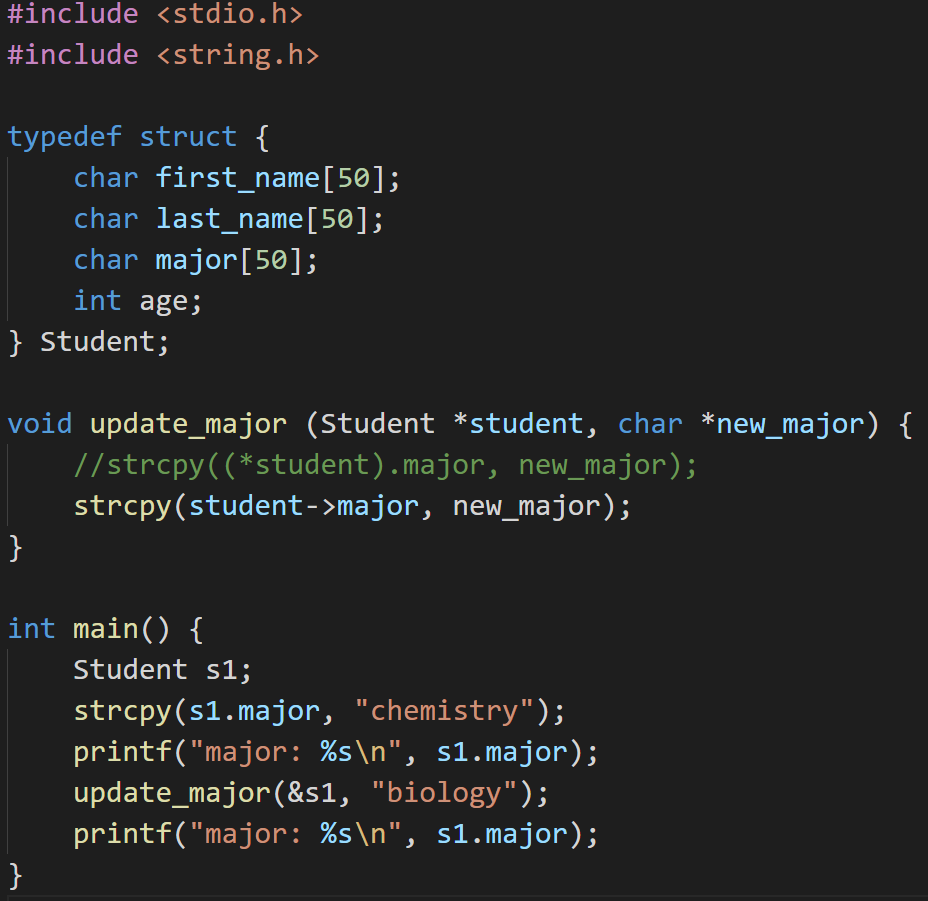 #include <stdio.h>
#include <string.h>

typedef struct {
    char first_name[50];
    char last_name[50];
    char major[50];
    int age;
} Student;

void update_major (Student *student, char *new_major) {
    //strcpy((*student).major, new_major);
    strcpy(student->major, new_major);
}

int main() {
    Student s1;
    strcpy(s1.major, "chemistry");
    printf("major: %s\n", s1.major);
    update_major(&s1, "biology");
    printf("major: %s\n", s1.major);
}